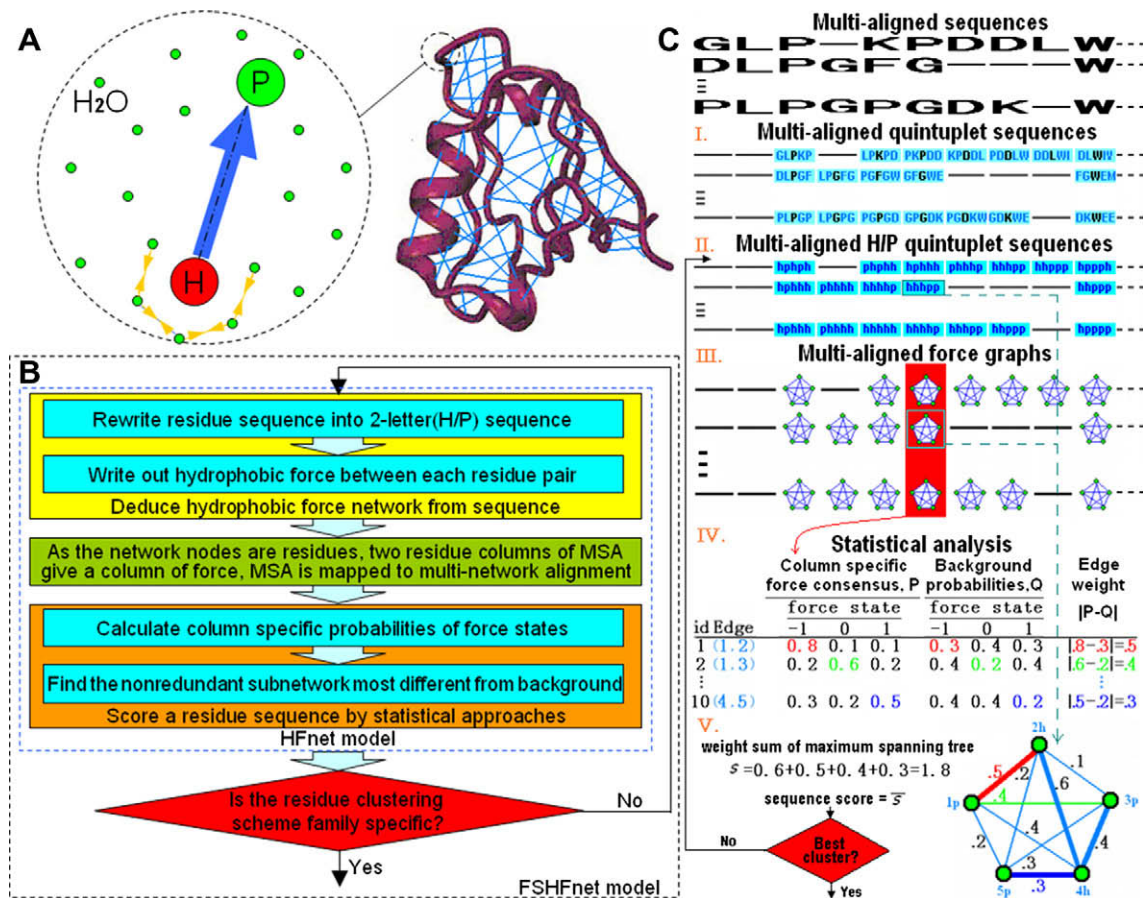 A
H2O
P
H
B
Rewrite residue sequence into 2-letter(H/P) sequence
Write out hydrophobic force between each residue pair
Deduce hydrophobic force network from sequence
As the network nodes are residues, two residue columns of MSA
give a column of force, MSA is mapped to multi-network alignment
Calculate column specific probabilities of force states
Find the nonredundant subnetwork most different from background
Score a residue sequence by statistical approaches
HFnet model
Is the residue clustering
scheme family specific?
No
Yes
FSHFnet model
C
Multi-aligned sequences
GLP—KPDDLW
DLPGFG———W
PLPGPGDK—W
I.
Multi-aligned quintuplet sequences
GLPKP —— LPKPD PKPDD KPDDL PDDLW DDLWI DLWIV
DLPGF LPGFG PGFGW GFGWE —— —— —— FGWEM
PLPGP LPGPG PGPGD GPGDK PGDKW GDKWE —— DKWEE
II.
Multi-aligned H/P quintuplet sequences
hphph —— phphh hphhh phhhp hhhpp hhppp hppph
hphhh phhhh hhhhp hhhpp —— —— —— hhppp
hphhh phhhh hhhhh hhhhp hhhpp hhppp —— hpppp
III.
Multi-aligned force graphs
IV.
Statistical analysis
Column specific
force consensus, P
Background
probabilities,Q
Edge
weight
|P-Q|
force state force state
id Edge -1 0 1 -1 0 1
1 (1.2) 0.8 0.1 0.1 0.3 0.4 0.3 |.8-.3|=.5
2 (1.3) 0.2 0.6 0.2 0.4 0.2 0.4 |.6-.2|=.4
10 (4.5) 0.3 0.2 0.5 0.4 0.4 0.2 |.5-.2|=.3
V.
weight sum of maximum spanning tree
s=0.6+0.5+0.4+0.3=1.8
sequence score = s̅
Best
cluster?
No
Yes
2h
.5
.2
.6
.1
1p
.4
3p
.2
.4
.4
.3
5p
.3
4h